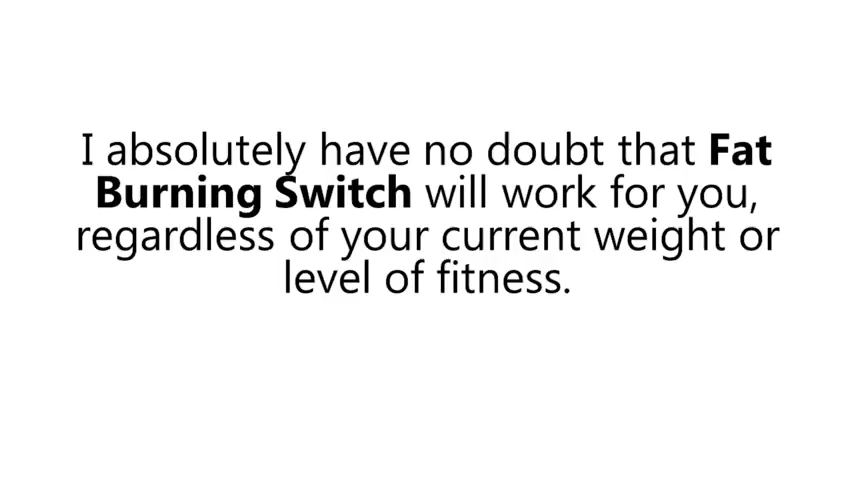 I absolutely have no doubt that Fat
Burning Switch will work for you,
regardless of your current weight or
level of fitness.